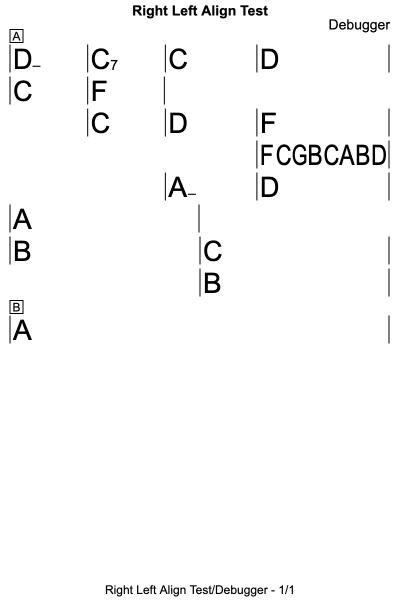 Right Left Align Test
Debugger
A
|D– |C7 |C |D |
|C |F |
|C |D |F |
|FCGBCABD|
|A– |D |
|A |
|B |C |
|B |
B
|A |
Right Left Align Test/Debugger - 1/1